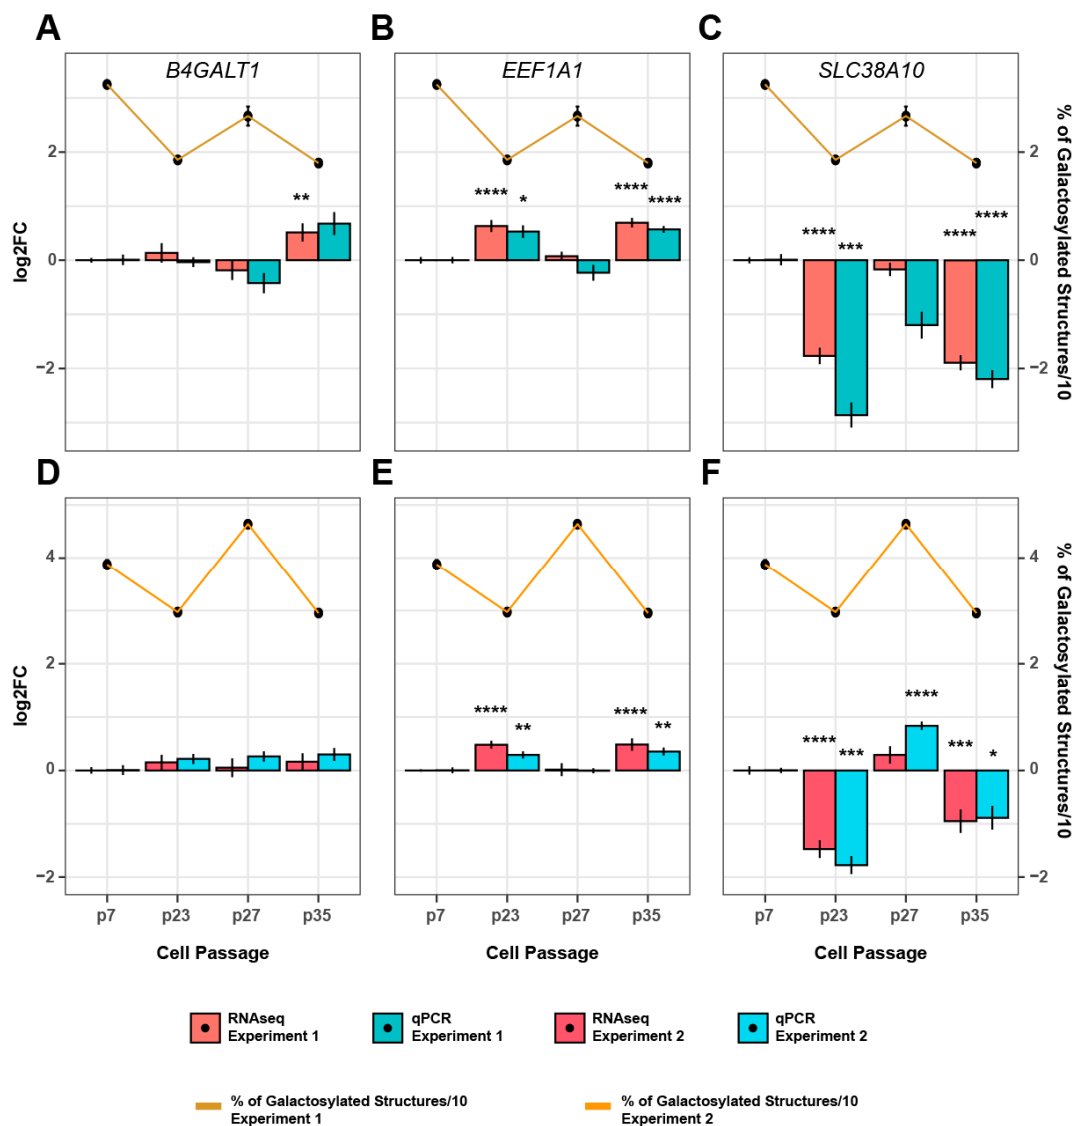 A
B
C
B4GALT1
EEF1A1
SLC38A10
log2FC
2
0
−2
**
****
*
****
****
****
***
****
****
2
0
−2
% of Galactosylated Structures/10
D
E
F
log2FC
4
2
0
−2
****
**
****
**
****
***
****
***
*
4
2
0
−2
% of Galactosylated Structures/10
p7
p23
p27
p35
p7
p23
p27
p35
p7
p23
p27
p35
Cell Passage
Cell Passage
Cell Passage
RNAseq
Experiment 1
qPCR
Experiment 1
RNAseq
Experiment 2
qPCR
Experiment 2
% of Galactosylated Structures/10
Experiment 1
% of Galactosylated Structures/10
Experiment 2